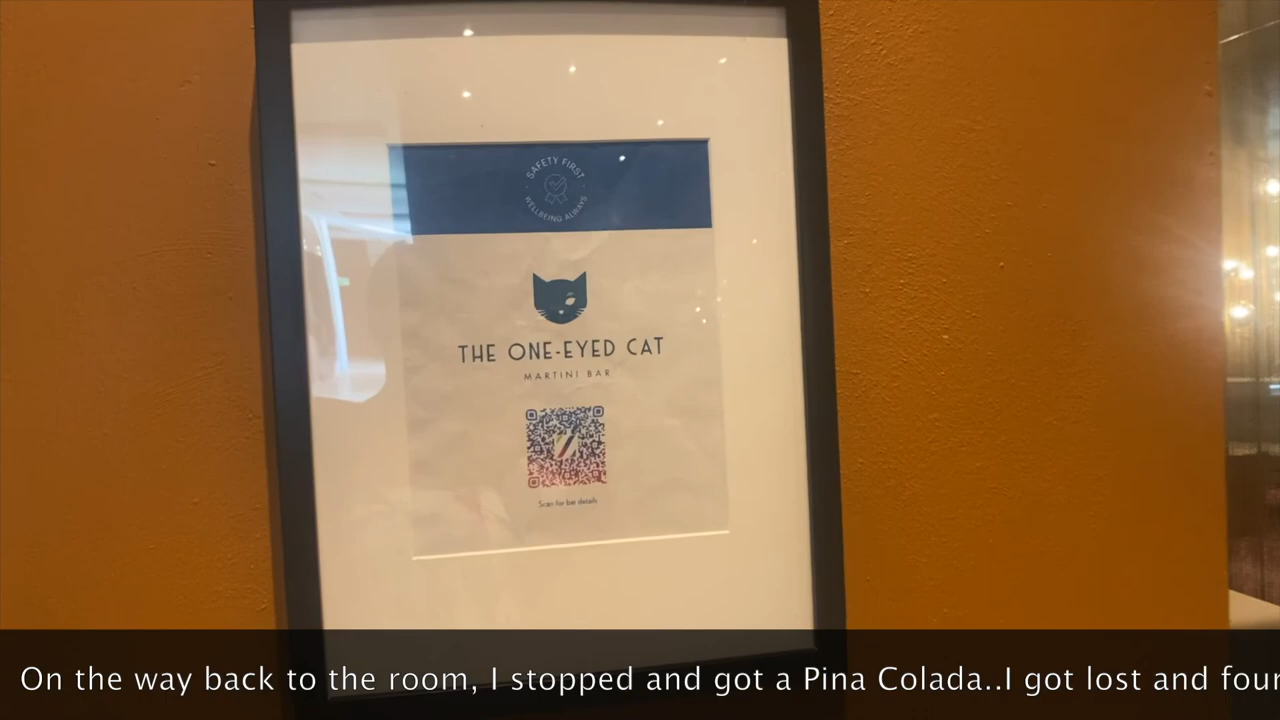 SAFETY FIRST
WELLBEING ALWAYS
THE ONE-EYED CAT
MARTINI BAR
Scan for bar details
On the way back to the room, I stopped and got a Pina Colada..I got lost and four